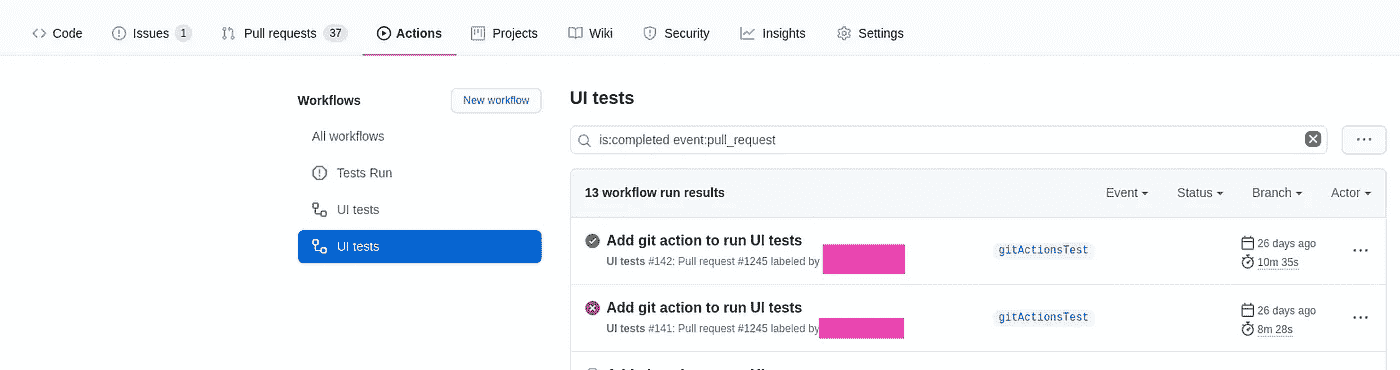 Code Issues 1 Pull requests 37 Actions Projects Wiki Security Insights Settings
Workflows New workflow
All workflows
Tests Run
UI tests
UI tests
UI tests
is:completed event:pull_request
13 workflow run results Event Status Branch Actor
Add git action to run UI tests
UI tests #142: Pull request #1245 labeled by
gitActionsTest
26 days ago
10m 35s
Add git action to run UI tests
UI tests #141: Pull request #1245 labeled by
gitActionsTest
26 days ago
8m 28s